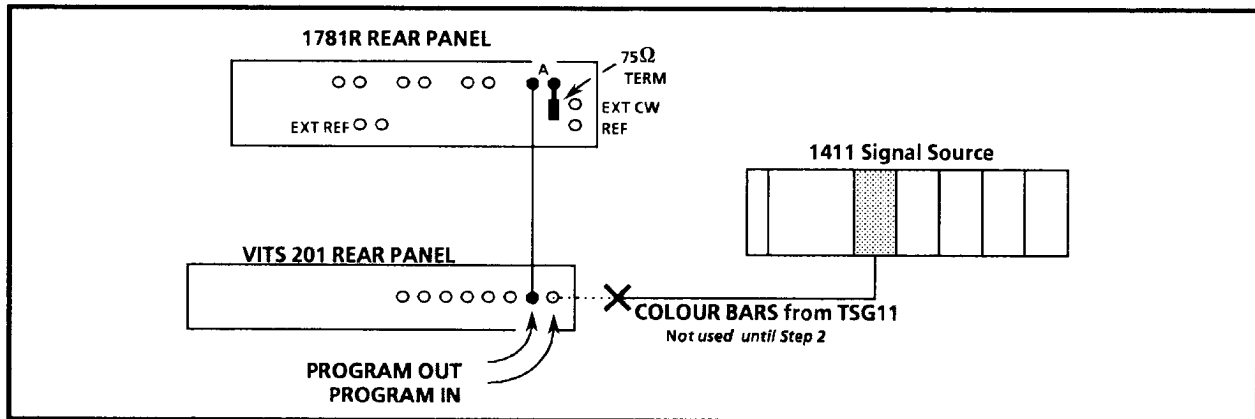 1781R REAR PANEL
A
75Ω
TERM
EXT CW
EXT REF
REF
1411 Signal Source
VITS 201 REAR PANEL
COLOUR BARS from TSG11
Not used until Step 2
PROGRAM OUT
PROGRAM IN